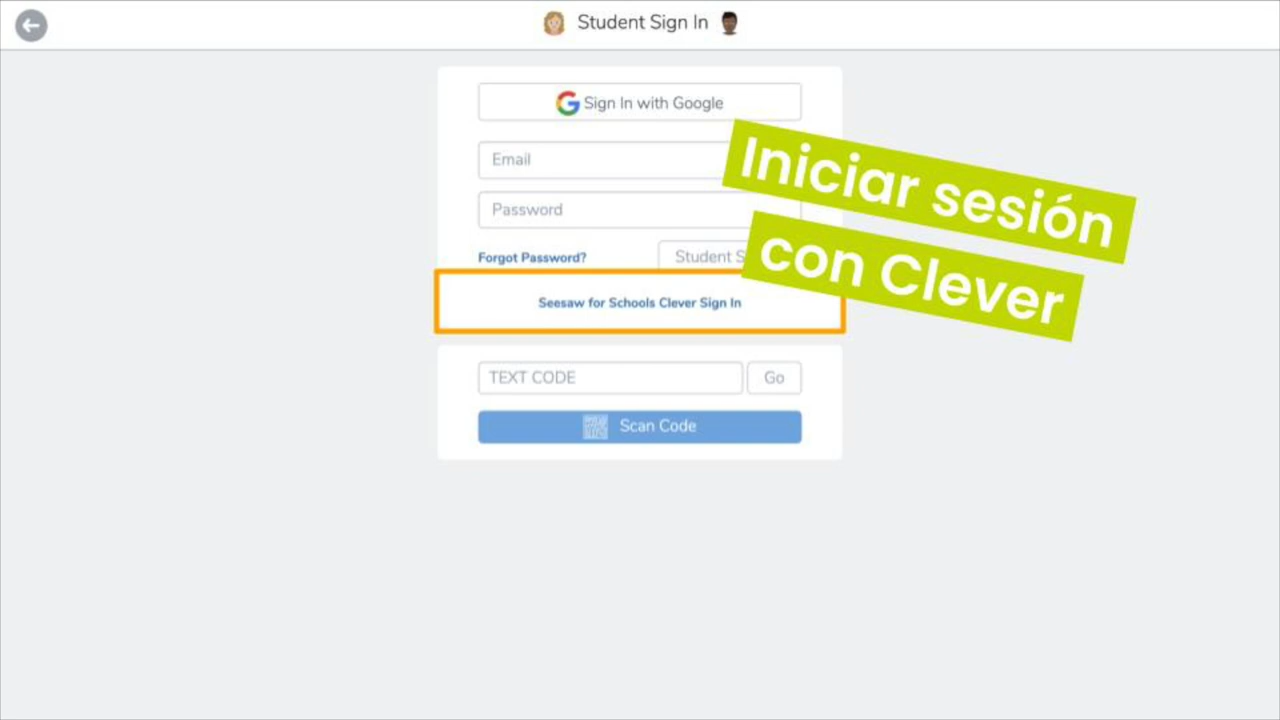 Student Sign In
Sign In with Google
Email
Password
Forgot Password?
Student S
Seesaw for Schools Clever Sign In
TEXT CODE
Go
Scan Code
Iniciar sesión
con Clever